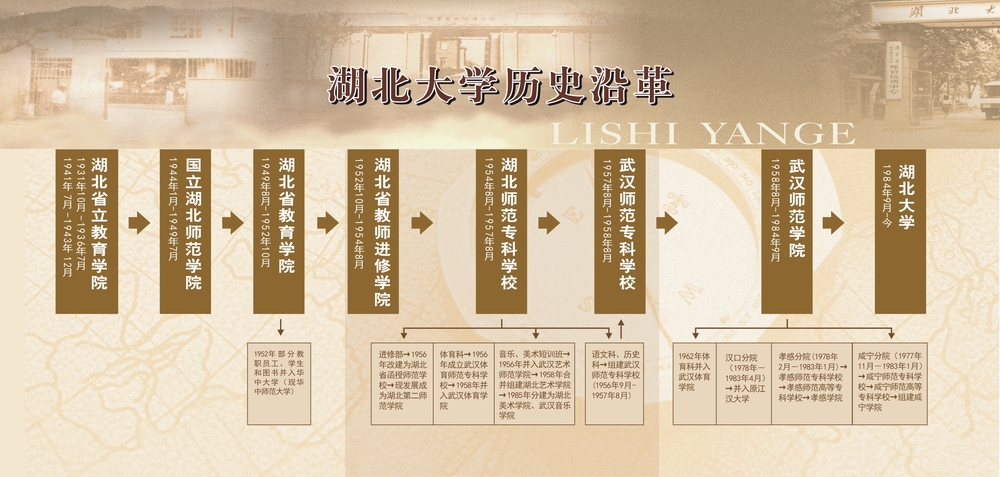 湖北大
湖北大学历史沿革
LISHI YANGE
湖北省立教育学院
1931年10月-1936年7月
1941年 7月-1943年12月
国立湖北师范学院
1944年1月-1949年7月
湖北省教育学院
1949年8月-1952年10月
湖北省教师进修学院
1952年10月-1954年8月
湖北师范专科学校
1954年8月-1957年8月
武汉师范专科学校
1957年8月-1958年8月
武汉师范学院
1958年8月-1984年9月
湖北大学
1984年9月-今
1952年部分教
职员工、学生
和图书并入华
中大学（现华
中师范大学）
进修部→1956
年改建为湖北
省函授师范学
校→现发展成
为湖北第二师
范学院
体育科→1956
年成立武汉体
育师范专科学
校→1958年并
入武汉体育学
院
音乐、美术短训班→
1956年并入武汉艺术
师范学院→1958年合
并组建湖北艺术学院
→1985年分建为湖北
美术学院、武汉音乐
学院
语文科、历史
科→组建武汉
师范专科学校
（1956年9月-
1957年8月）
1962年体
育科并入
武汉体育
学院
汉口分院
（1978年－
1983年4月）
→并入原江
汉大学
孝感分院（1978年
2月－1983年1月）→
孝感师范专科学校
→孝感师范高等专
科学校→孝感学院
咸宁分院（1977年
11月－1983年1月）
→咸宁师范专科学
校→咸宁师范高等
专科学校→组建咸
宁学院